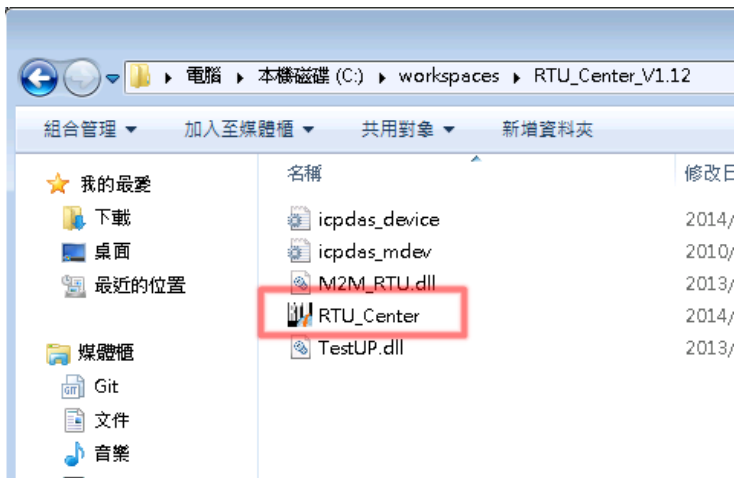 電腦 ▸ 本機磁碟 (C:) ▸ workspaces ▸ RTU_Center_V1.12
組合管理 ▼ 加入至媒體櫃 ▼ 共用對象 ▼ 新增資料夾
我的最愛
下載
桌面
最近的位置
媒體櫃
Git
文件
音樂
名稱 修改日
icpdas_device 2014/
icpdas_mdev 2010/
M2M_RTU.dll 2013/
RTU_Center 2014/
TestUP.dll 2013/